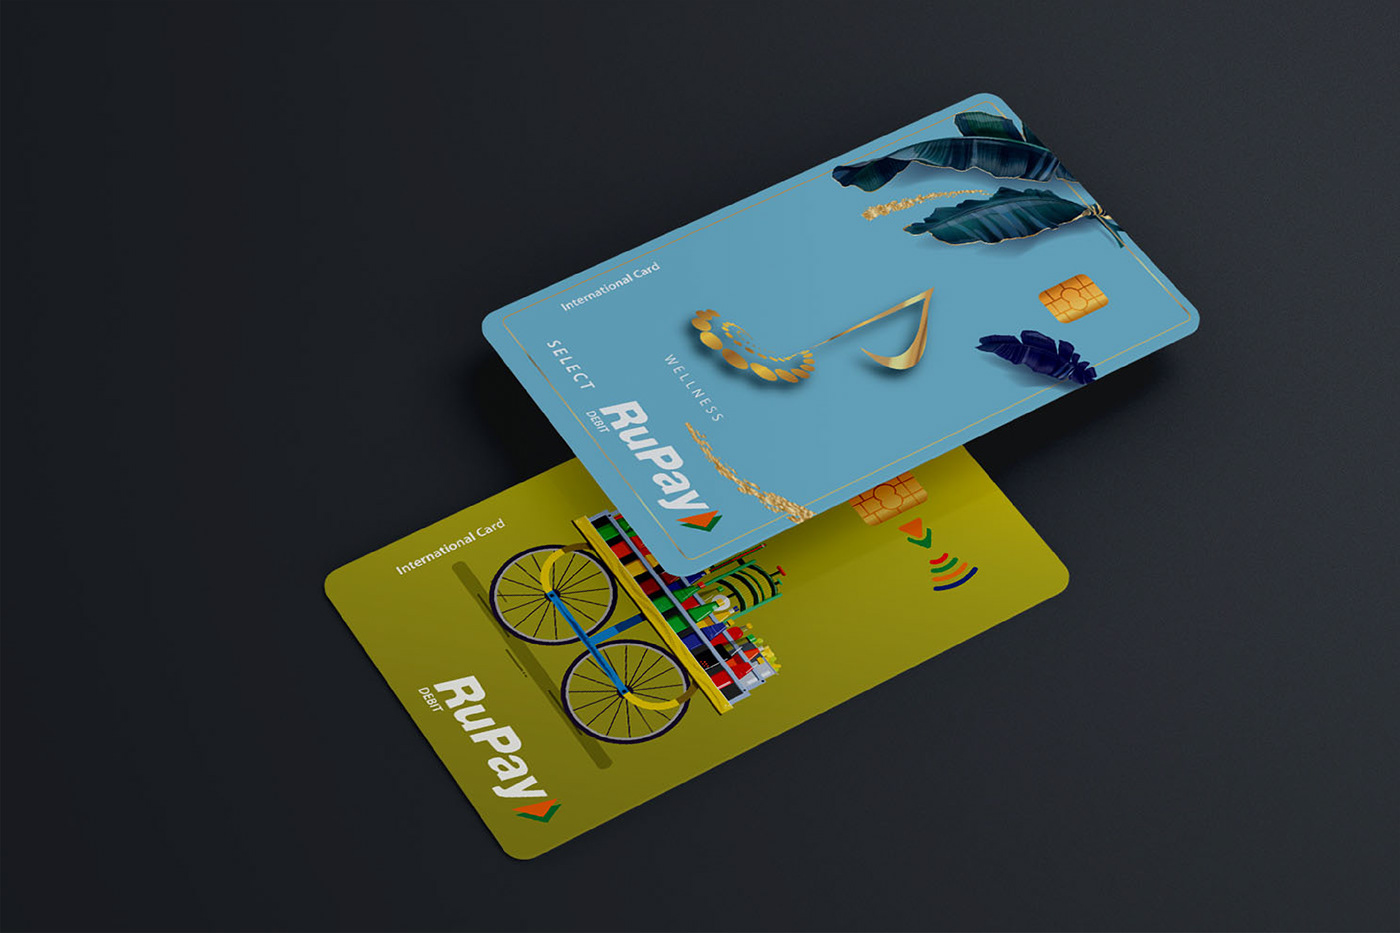 International Card
SELECT
WELLNESS
DEBIT
RuPay
International Card
DEBIT
RuPay